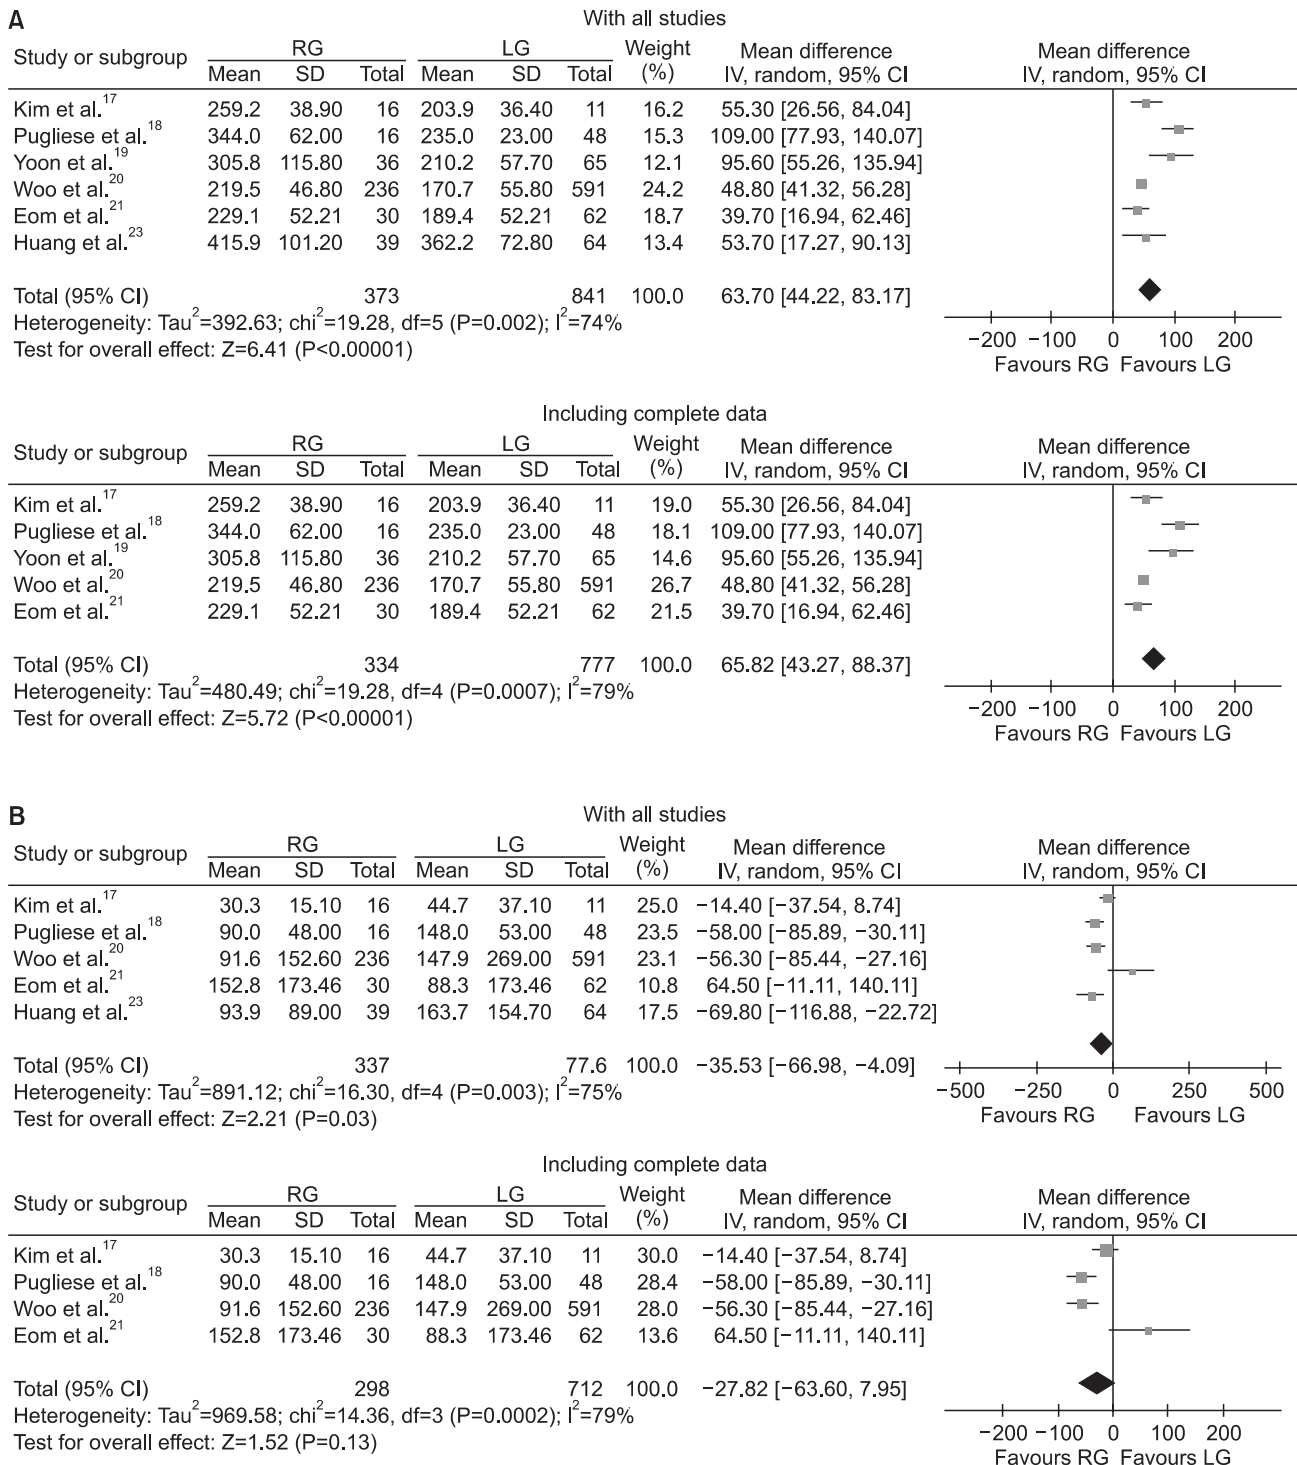 A
With all studies
Study or subgroup RG LG Weight (%) Mean difference IV, random, 95% CI Mean difference IV, random, 95% CI
Mean SD Total Mean SD Total
Kim et al.17 259.2 38.90 16 203.9 36.40 11 16.2 55.30 [26.56, 84.04]
Pugliese et al.18 344.0 62.00 16 235.0 23.00 48 15.3 109.00 [77.93, 140.07]
Yoon et al.19 305.8 115.80 36 210.2 57.70 65 12.1 95.60 [55.26, 135.94]
Woo et al.20 219.5 46.80 236 170.7 55.80 591 24.2 48.80 [41.32, 56.28]
Eom et al.21 229.1 52.21 30 189.4 52.21 62 18.7 39.70 [16.94, 62.46]
Huang et al.23 415.9 101.20 39 362.2 72.80 64 13.4 53.70 [17.27, 90.13]
Total (95% CI) 373 841 100.0 63.70 [44.22, 83.17]
Heterogeneity: Tau2=392.63; chi2=19.28, df=5 (P=0.002); I2=74%
Test for overall effect: Z=6.41 (P<0.00001)
−200 −100 0 100 200
Favours RG Favours LG
Including complete data
Study or subgroup RG LG Weight (%) Mean difference IV, random, 95% CI Mean difference IV, random, 95% CI
Mean SD Total Mean SD Total
Kim et al.17 259.2 38.90 16 203.9 36.40 11 19.0 55.30 [26.56, 84.04]
Pugliese et al.18 344.0 62.00 16 235.0 23.00 48 18.1 109.00 [77.93, 140.07]
Yoon et al.19 305.8 115.80 36 210.2 57.70 65 14.6 95.60 [55.26, 135.94]
Woo et al.20 219.5 46.80 236 170.7 55.80 591 26.7 48.80 [41.32, 56.28]
Eom et al.21 229.1 52.21 30 189.4 52.21 62 21.5 39.70 [16.94, 62.46]
Total (95% CI) 334 777 100.0 65.82 [43.27, 88.37]
Heterogeneity: Tau2=480.49; chi2=19.28, df=4 (P=0.0007); I2=79%
Test for overall effect: Z=5.72 (P<0.00001)
−200 −100 0 100 200
Favours RG Favours LG
B
With all studies
Study or subgroup RG LG Weight (%) Mean difference IV, random, 95% CI Mean difference IV, random, 95% CI
Mean SD Total Mean SD Total
Kim et al.17 30.3 15.10 16 44.7 37.10 11 25.0 −14.40 [−37.54, 8.74]
Pugliese et al.18 90.0 48.00 16 148.0 53.00 48 23.5 −58.00 [−85.89, −30.11]
Woo et al.20 91.6 152.60 236 147.9 269.00 591 23.1 −56.30 [−85.44, −27.16]
Eom et al.21 152.8 173.46 30 88.3 173.46 62 10.8 64.50 [−11.11, 140.11]
Huang et al.23 93.9 89.00 39 163.7 154.70 64 17.5 −69.80 [−116.88, −22.72]
Total (95% CI) 337 77.6 100.0 −35.53 [−66.98, −4.09]
Heterogeneity: Tau2=891.12; chi2=16.30, df=4 (P=0.003); I2=75%
Test for overall effect: Z=2.21 (P=0.03)
−500 −250 0 250 500
Favours RG Favours LG
Including complete data
Study or subgroup RG LG Weight (%) Mean difference IV, random, 95% CI Mean difference IV, random, 95% CI
Mean SD Total Mean SD Total
Kim et al.17 30.3 15.10 16 44.7 37.10 11 30.0 −14.40 [−37.54, 8.74]
Pugliese et al.18 90.0 48.00 16 148.0 53.00 48 28.4 −58.00 [−85.89, −30.11]
Woo et al.20 91.6 152.60 236 147.9 269.00 591 28.0 −56.30 [−85.44, −27.16]
Eom et al.21 152.8 173.46 30 88.3 173.46 62 13.6 64.50 [−11.11, 140.11]
Total (95% CI) 298 712 100.0 −27.82 [−63.60, 7.95]
Heterogeneity: Tau2=969.58; chi2=14.36, df=3 (P=0.0002); I2=79%
Test for overall effect: Z=1.52 (P=0.13)
−200 −100 0 100 200
Favours RG Favours LG